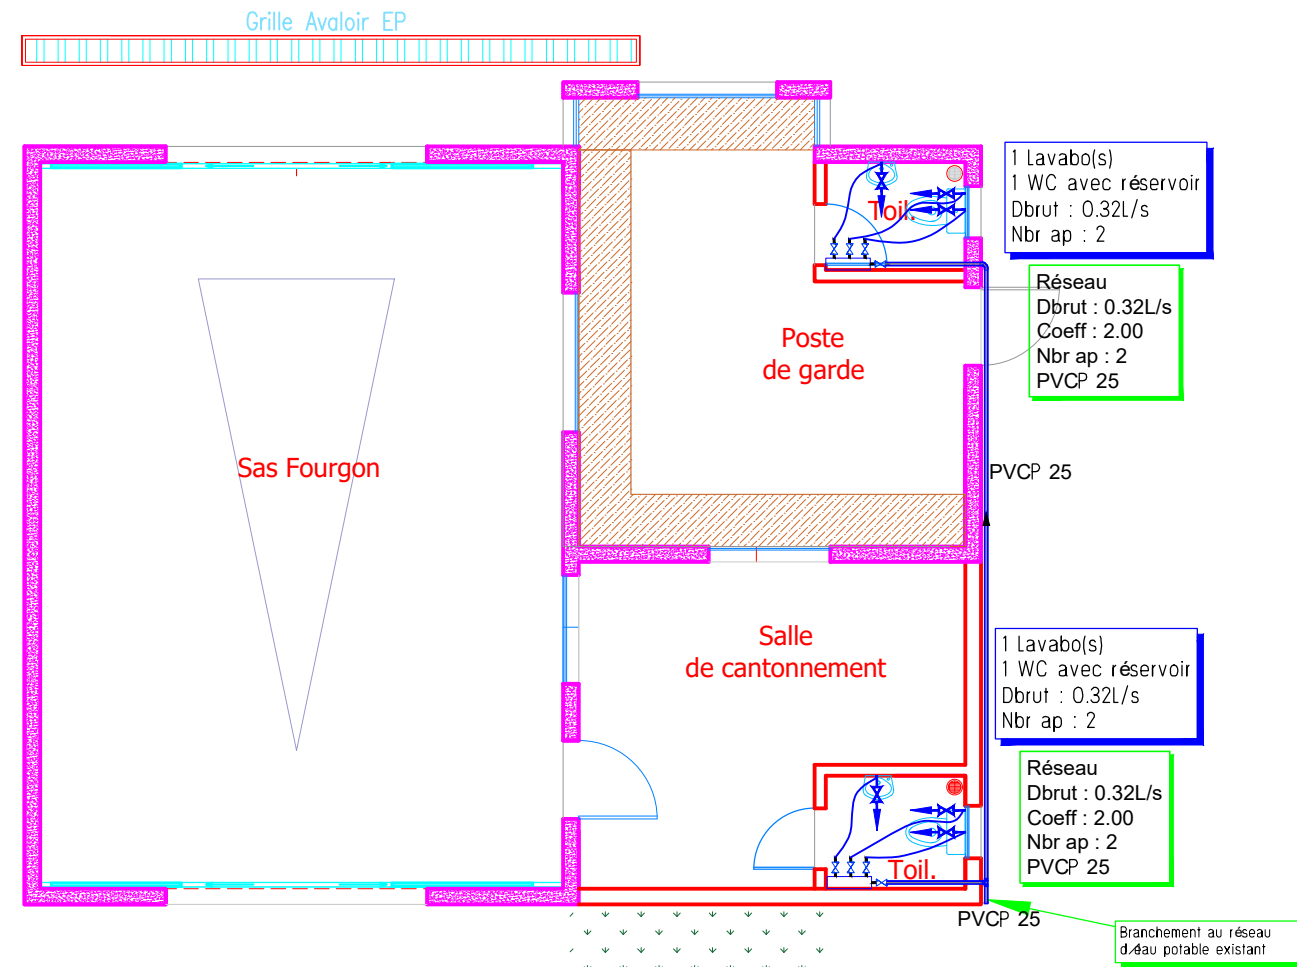 Grille Avaloir EP
1 Lavabo(s)
1 WC avec réservoir
Dbrut : 0.32L/s
Nbr ap : 2
Toil.
Réseau
Dbrut : 0.32L/s
Coeff : 2.00
Nbr ap : 2
PVCP 25
Poste
de garde
Sas Fourgon
PVCP 25
Salle
de cantonnement
1 Lavabo(s)
1 WC avec réservoir
Dbrut : 0.32L/s
Nbr ap : 2
Réseau
Dbrut : 0.32L/s
Coeff : 2.00
Nbr ap : 2
PVCP 25
Toil.
PVCP 25
Branchement au réseau
d'eau potable existant